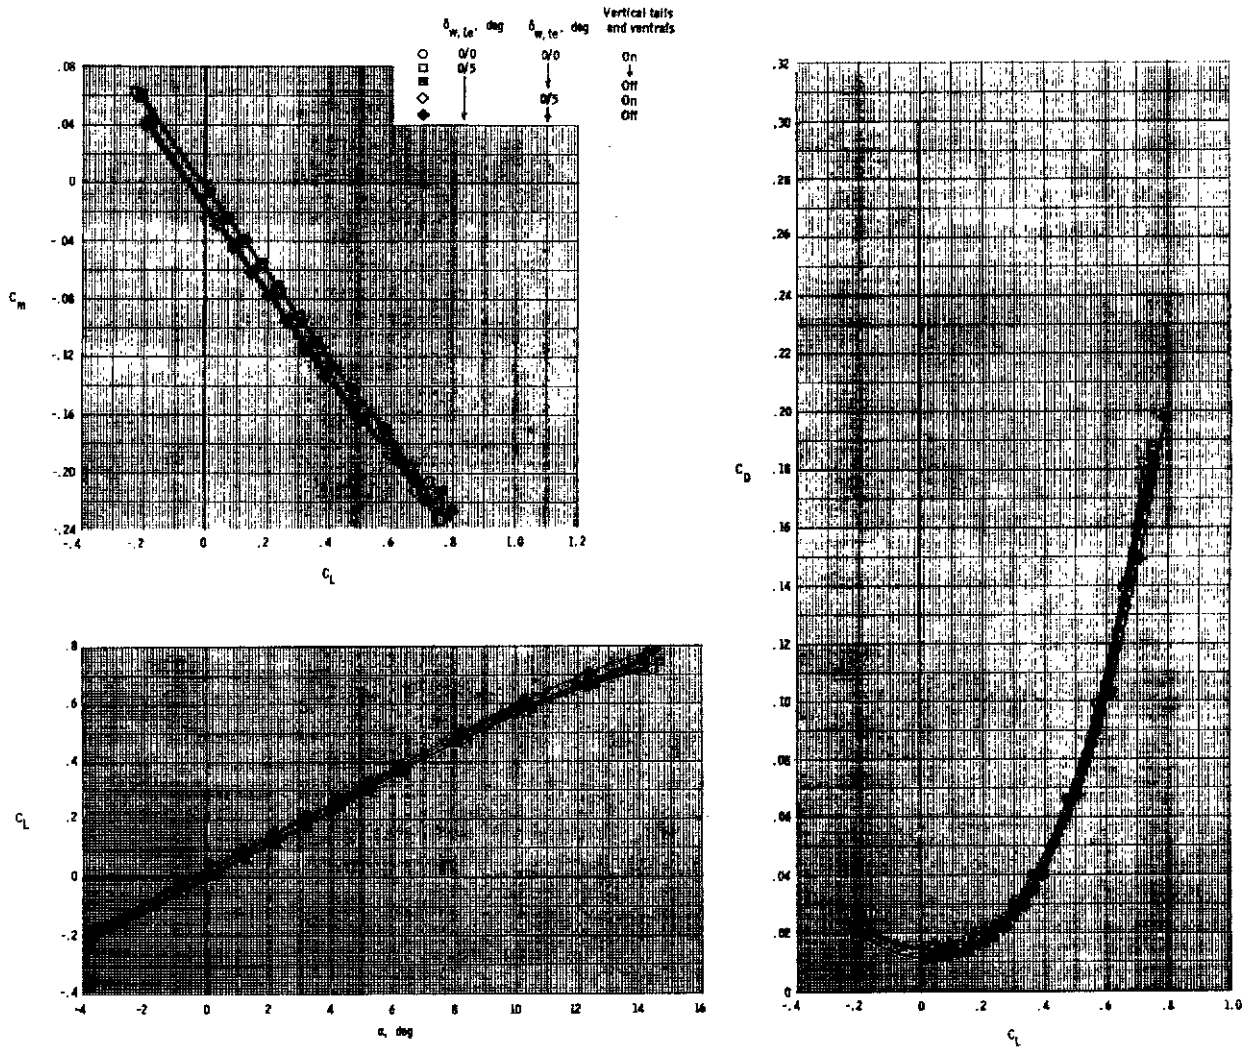 δw,le, deg δw,te, deg Vertical tails and ventrals
○ 0/0 0/0 On
□ 0/5 ↓
■ Off
◇ 0/5 On
◆ Off
.08
.04
0
-.04
-.08
-.12
-.16
-.20
-.24
Cm
-.4 -.2 0 .2 .4 .6 .8 1.0 1.2
CL
.8
.6
.4
.2
0
-.2
-.4
CL
-4 -2 0 2 4 6 8 10 12 14 16
α, deg
.32
.30
.28
.26
.24
.22
.20
.18
.16
.14
.12
.10
.08
.06
.04
.02
0
CD
-.4 -.2 0 .2 .4 .6 .8 1.0
CL